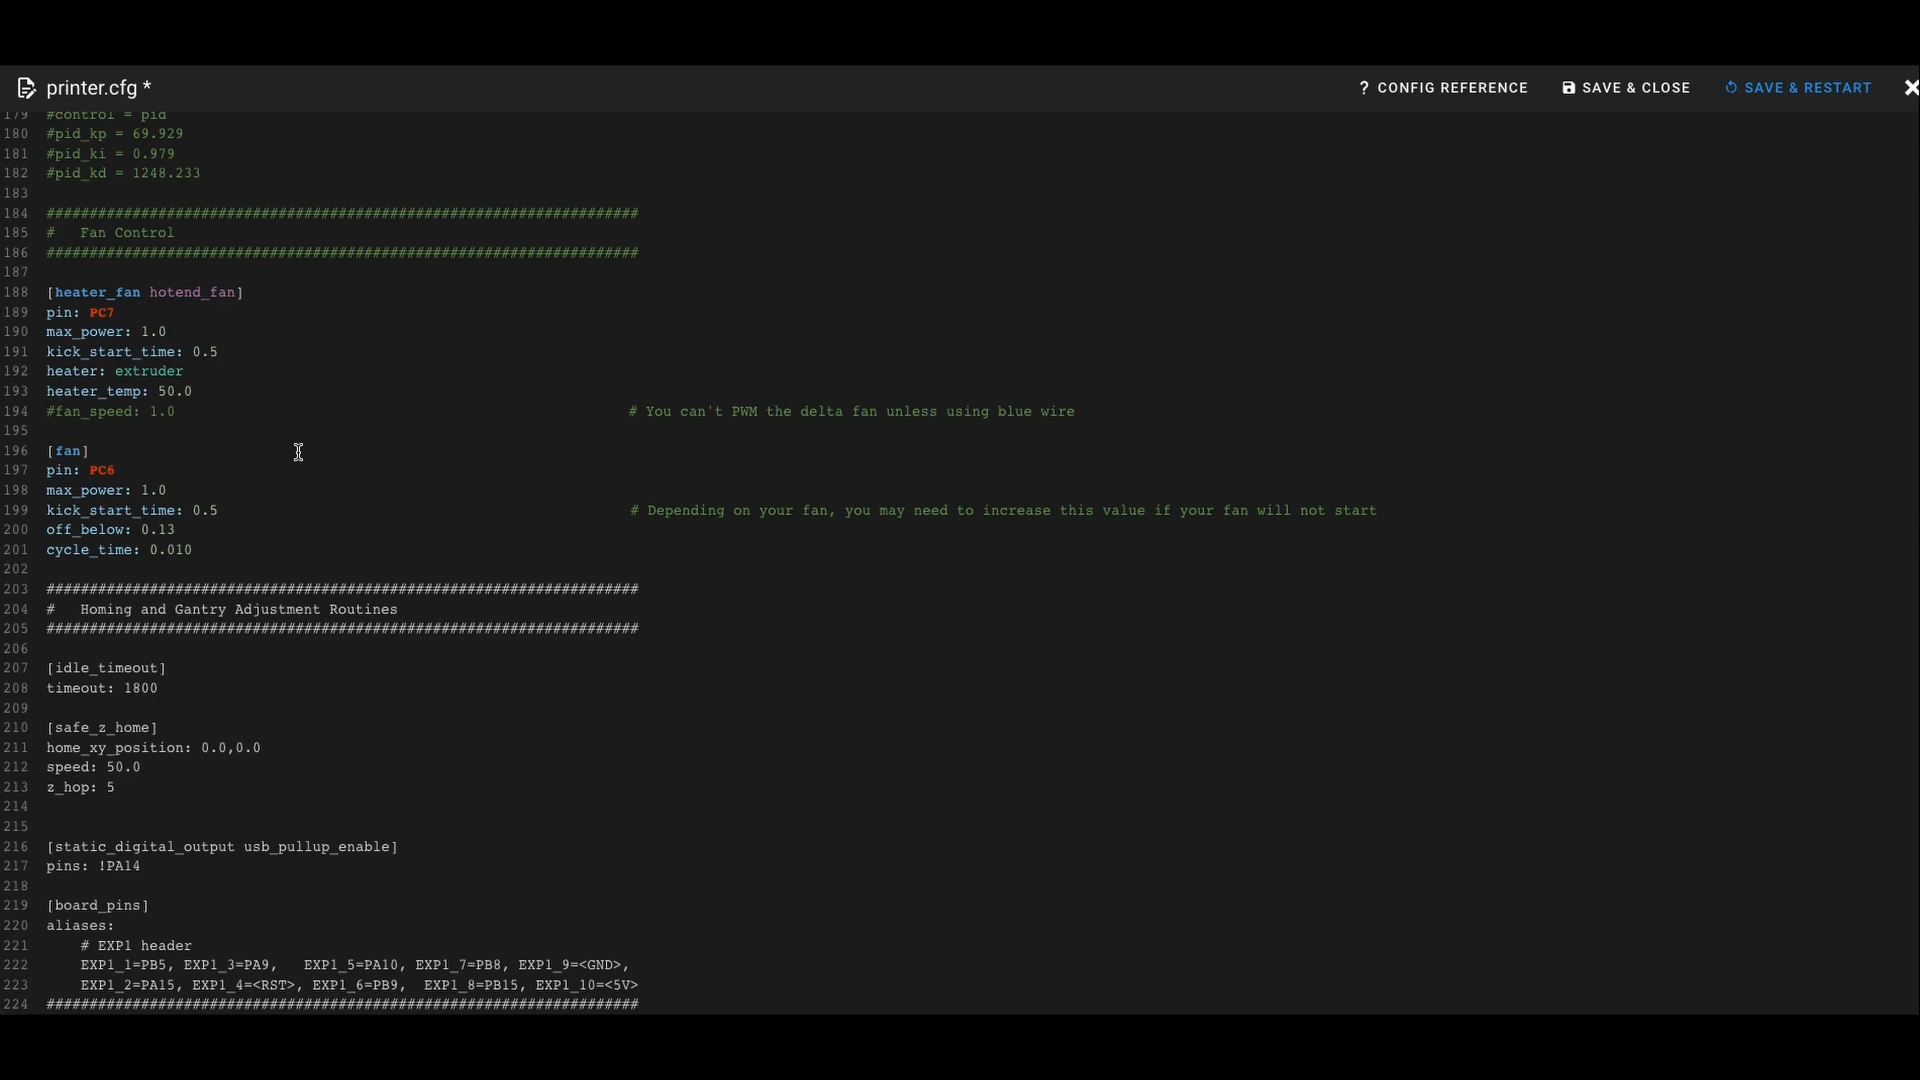 printer.cfg *
? CONFIG REFERENCE
SAVE & CLOSE
SAVE & RESTART
179 #control = pid
180 #pid_kp = 69.929
181 #pid_ki = 0.979
182 #pid_kd = 1248.233
183
184 #####################################################################
185 #   Fan Control
186 #####################################################################
187
188 [heater_fan hotend_fan]
189 pin: PC7
190 max_power: 1.0
191 kick_start_time: 0.5
192 heater: extruder
193 heater_temp: 50.0
194 #fan_speed: 1.0 # You can't PWM the delta fan unless using blue wire
195
196 [fan]
197 pin: PC6
198 max_power: 1.0
199 kick_start_time: 0.5 # Depending on your fan, you may need to increase this value if your fan will not start
200 off_below: 0.13
201 cycle_time: 0.010
202
203 #####################################################################
204 #   Homing and Gantry Adjustment Routines
205 #####################################################################
206
207 [idle_timeout]
208 timeout: 1800
209
210 [safe_z_home]
211 home_xy_position: 0.0,0.0
212 speed: 50.0
213 z_hop: 5
214
215
216 [static_digital_output usb_pullup_enable]
217 pins: !PA14
218
219 [board_pins]
220 aliases:
221     # EXP1 header
222     EXP1_1=PB5, EXP1_3=PA9,   EXP1_5=PA10, EXP1_7=PB8, EXP1_9=<GND>,
223     EXP1_2=PA15, EXP1_4=<RST>, EXP1_6=PB9,  EXP1_8=PB15, EXP1_10=<5V>
224 #####################################################################